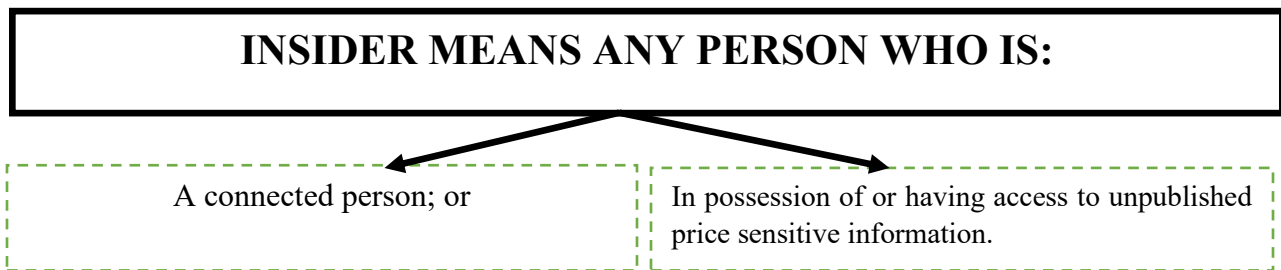 INSIDER MEANS ANY PERSON WHO IS:
A connected person; or
In possession of or having access to unpublished
price sensitive information.